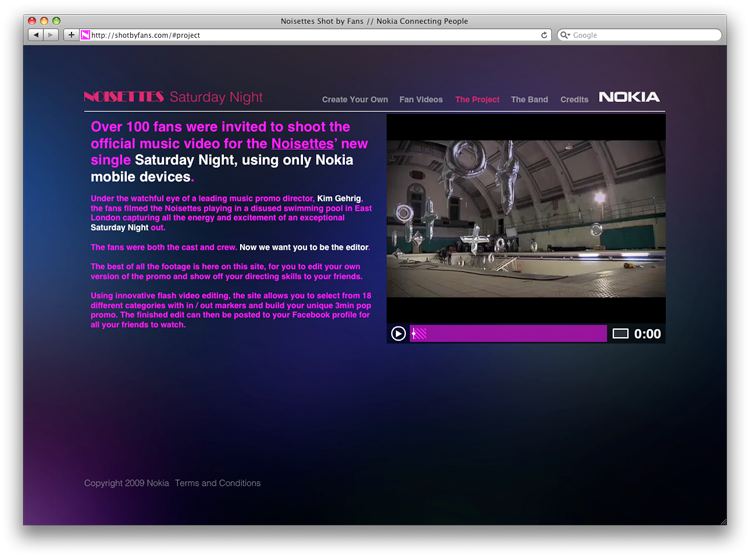 Noisettes Shot by Fans // Nokia Connecting People
http://shotbyfans.com/#project
Google
NOISETTES Saturday Night
Create Your Own Fan Videos The Project The Band Credits NOKIA
Over 100 fans were invited to shoot the
official music video for the Noisettes' new
single Saturday Night, using only Nokia
mobile devices.
Under the watchful eye of a leading music promo director, Kim Gehrig,
the fans filmed the Noisettes playing in a disused swimming pool in East
London capturing all the energy and excitement of an exceptional
Saturday Night out.
The fans were both the cast and crew. Now we want you to be the editor.
The best of all the footage is here on this site, for you to edit your own
version of the promo and show off your directing skills to your friends.
Using innovative flash video editing, the site allows you to select from 18
different categories with in / out markers and build your unique 3min pop
promo. The finished edit can then be posted to your Facebook profile for
all your friends to watch.
0:00
Copyright 2009 Nokia Terms and Conditions